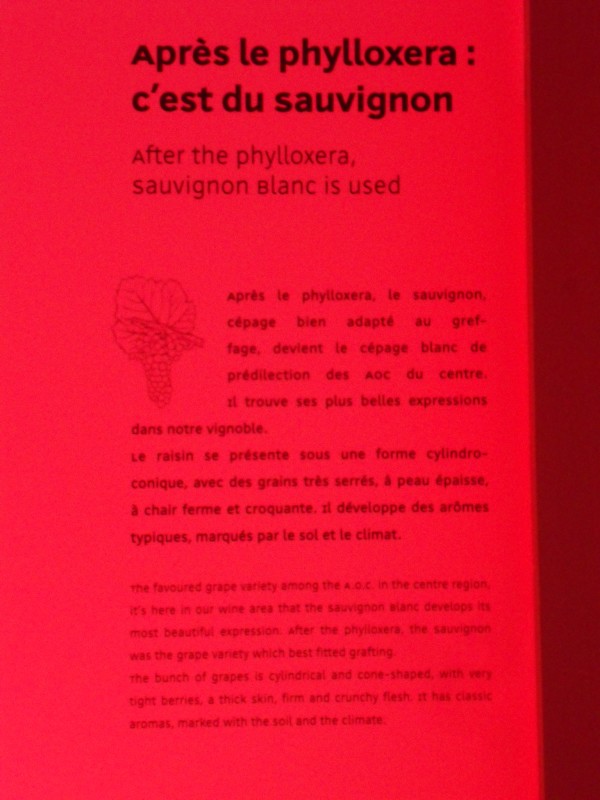 Après le phylloxera :
c'est du sauvignon
After the phylloxera,
sauvignon Blanc is used
Après le phylloxera, le sauvignon,
cépage bien adapté au gref-
fage, devient le cépage blanc de
prédilection des AOC du centre.
Il trouve ses plus belles expressions
dans notre vignoble.
Le raisin se présente sous une forme cylindro-
conique, avec des grains très serrés, à peau épaisse,
à chair ferme et croquante. Il développe des arômes
typiques, marqués par le sol et le climat.
The favoured grape variety among the A.O.C. in the centre region,
it's here in our wine area that the sauvignon Blanc develops its
most beautiful expression. After the phylloxera, the sauvignon
was the grape variety which best fitted grafting.
The bunch of grapes is cylindrical and cone-shaped, with very
tight berries, a thick skin, firm and crunchy flesh. It has classic
aromas, marked with the soil and the climate.